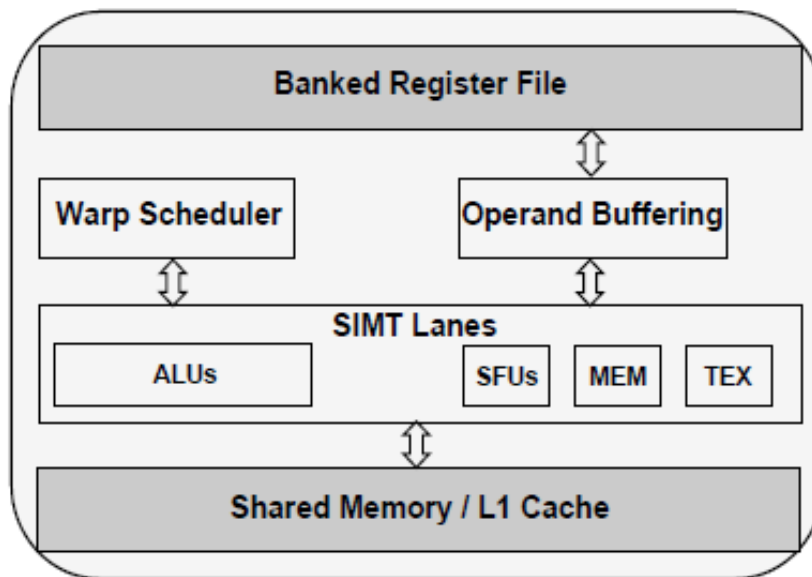 Banked Register File
Warp Scheduler
Operand Buffering
SIMT Lanes
ALUs
SFUs
MEM
TEX
Shared Memory / L1 Cache